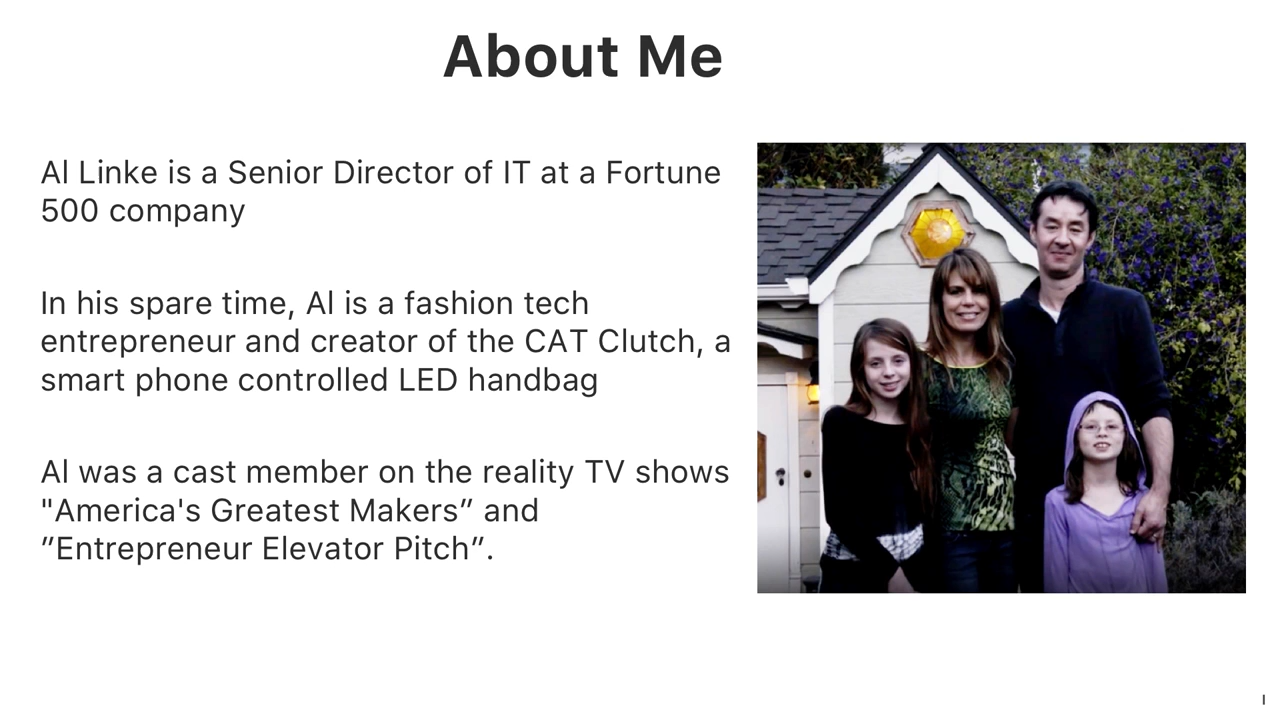 About Me
Al Linke is a Senior Director of IT at a Fortune
500 company
In his spare time, Al is a fashion tech
entrepreneur and creator of the CAT Clutch, a
smart phone controlled LED handbag
Al was a cast member on the reality TV shows
"America's Greatest Makers” and
”Entrepreneur Elevator Pitch”.
I